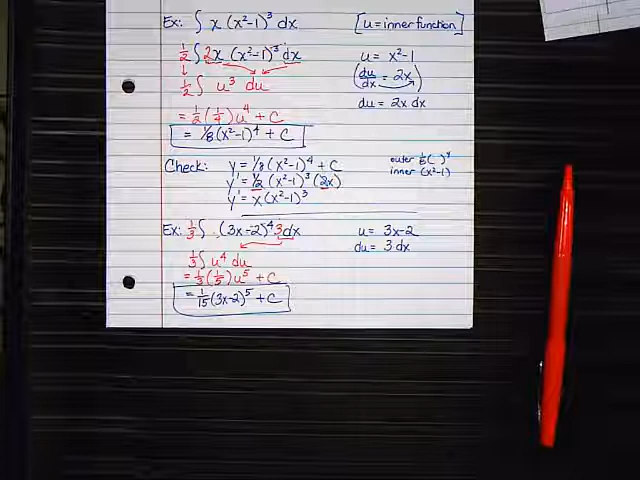 Ex: ∫ x (x²-1)³ dx [u = inner function]
½ ∫ 2x (x²-1)³ dx u = x²-1
½ ∫ u³ du (du/dx = 2x)
du = 2x dx
= ½ (¼) u⁴ + C
= 1/8 (x²-1)⁴ + C
Check: y = 1/8 (x²-1)⁴ + C outer 1/8( )⁴
y' = 1/2 (x²-1)³ (2x) inner (x²-1)
y' = x (x²-1)³
Ex: ⅓ ∫ (3x-2)⁴ 3dx u = 3x-2
du = 3 dx
⅓ ∫ u⁴ du
= ⅓ (⅕) u⁵ + C
= 1/15 (3x-2)⁵ + C